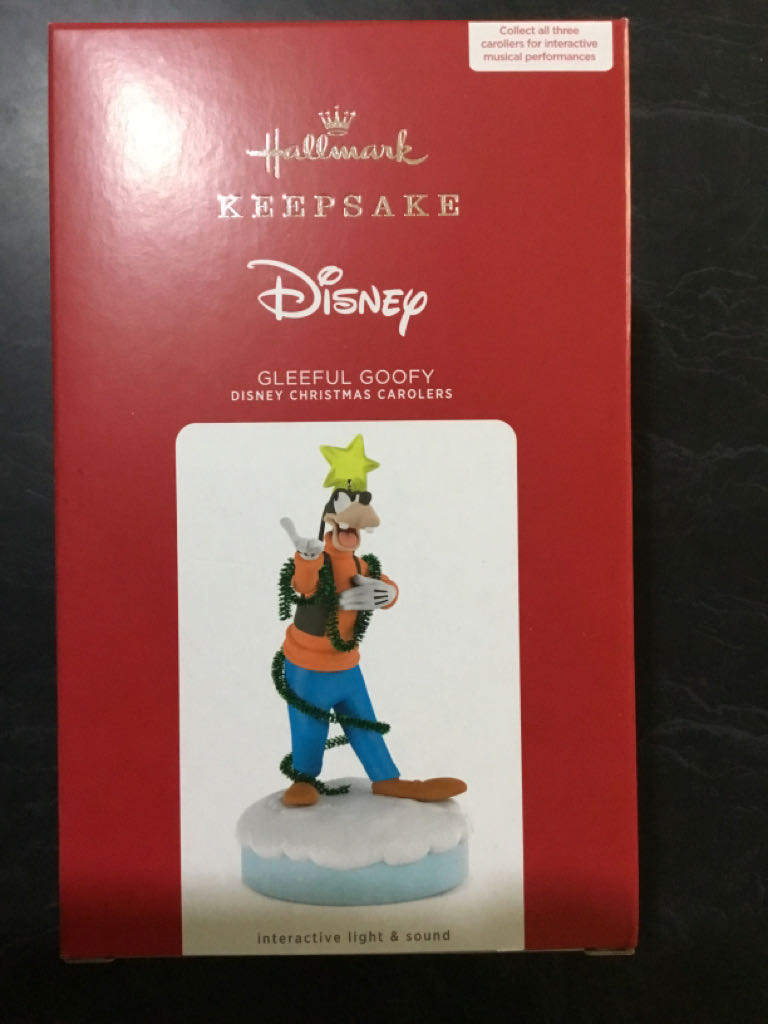 Collect all three
carollers for interactive
musical performances
Hallmark
KEEPSAKE
Disney
GLEEFUL GOOFY
DISNEY CHRISTMAS CAROLERS
interactive light & sound